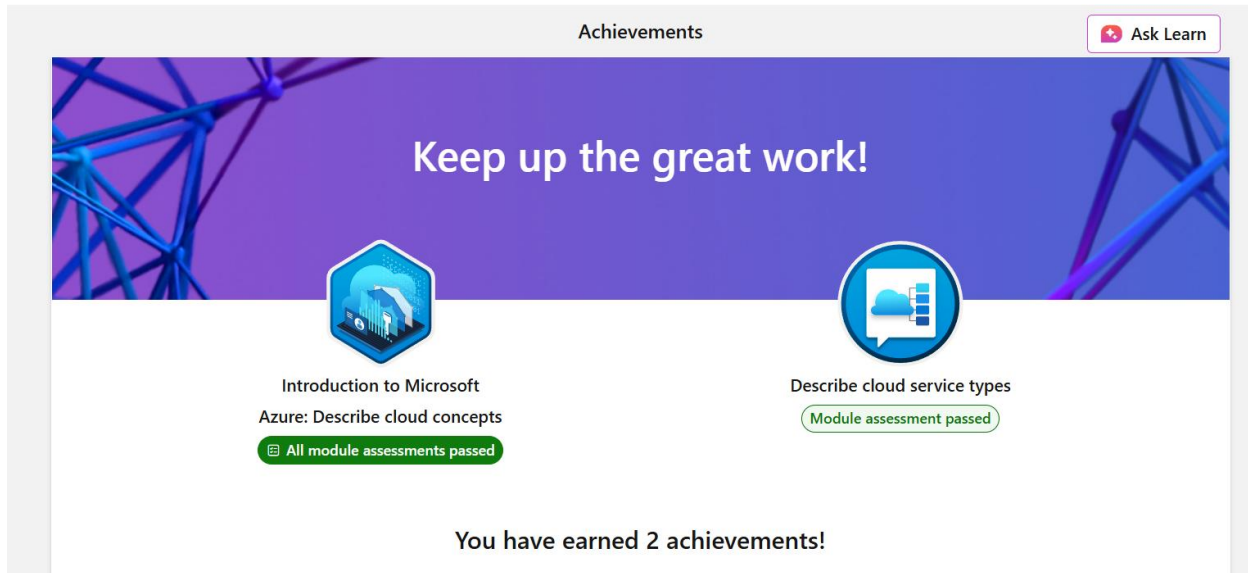 Achievements
Ask Learn
Keep up the great work!
Introduction to Microsoft
Azure: Describe cloud concepts
All module assessments passed
Describe cloud service types
Module assessment passed
You have earned 2 achievements!